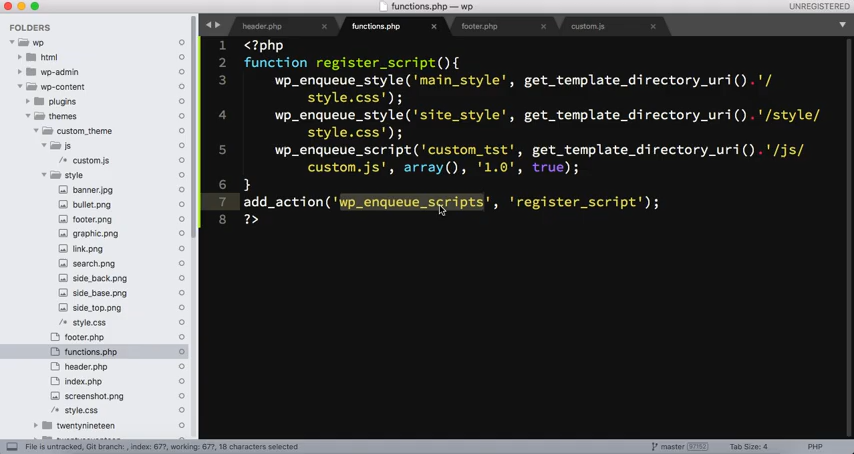 functions.php — wp
UNREGISTERED
FOLDERS
wp
html
wp-admin
wp-content
plugins
themes
custom_theme
js
/* custom.js
style
banner.jpg
bullet.png
footer.png
graphic.png
link.png
search.png
side_back.png
side_base.png
side_top.png
/* style.css
footer.php
functions.php
header.php
index.php
screenshot.png
/* style.css
twentynineteen
header.php
functions.php
footer.php
custom.js
1 <?php
2 function register_script(){
3 wp_enqueue_style('main_style', get_template_directory_uri().'/
style.css');
4 wp_enqueue_style('site_style', get_template_directory_uri().'/style/
style.css');
5 wp_enqueue_script('custom_tst', get_template_directory_uri().'/js/
custom.js', array(), '1.0', true);
6 }
7 add_action('wp_enqueue_scripts', 'register_script');
8 ?>
File is untracked, Git branch: , index: 67?, working: 67?, 18 characters selected
master
Tab Size: 4
PHP